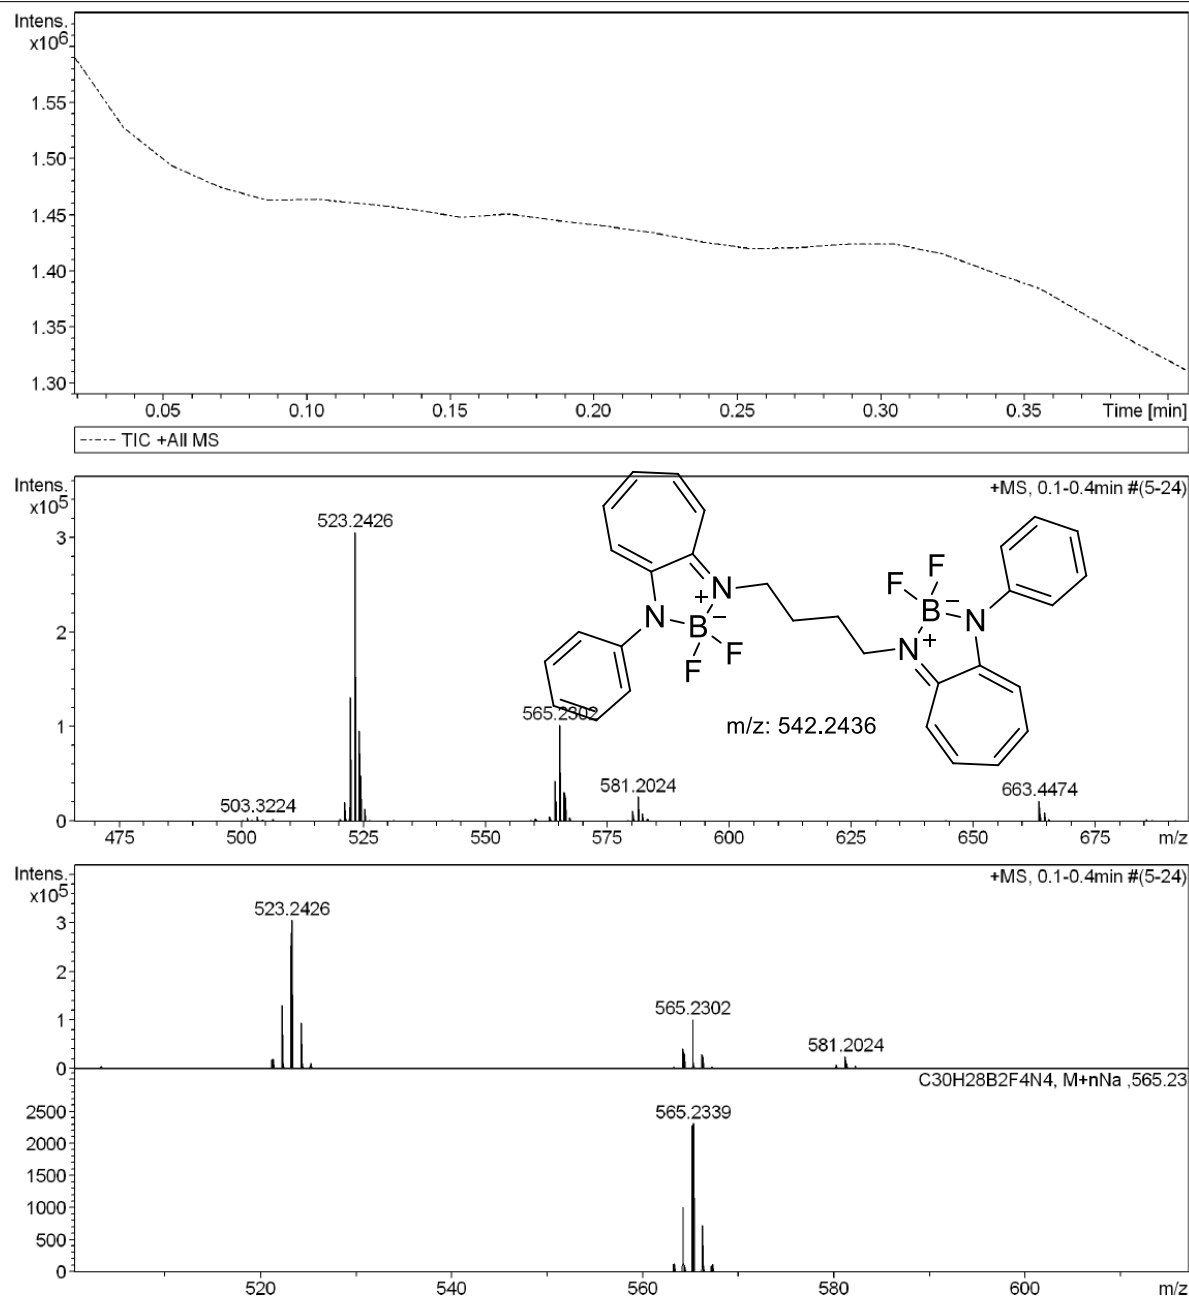 Intens.
x10^6
1.55
1.50
1.45
1.40
1.35
1.30
0.05 0.10 0.15 0.20 0.25 0.30 0.35 Time [min]
TIC +All MS
Intens.
x10^5
+MS, 0.1-0.4min #(5-24)
523.2426
3
F
F
N
+
B
−
N
N
B
−
N
+
2
F
F
565.2302
m/z: 542.2436
1
581.2024
663.4474
503.3224
0
475 500 525 550 575 600 625 650 675 m/z
Intens.
x10^5
+MS, 0.1-0.4min #(5-24)
523.2426
3
2
565.2302
1
581.2024
0
C30H28B2F4N4, M+nNa ,565.23
565.2339
2500
2000
1500
1000
500
0
520 540 560 580 600 m/z